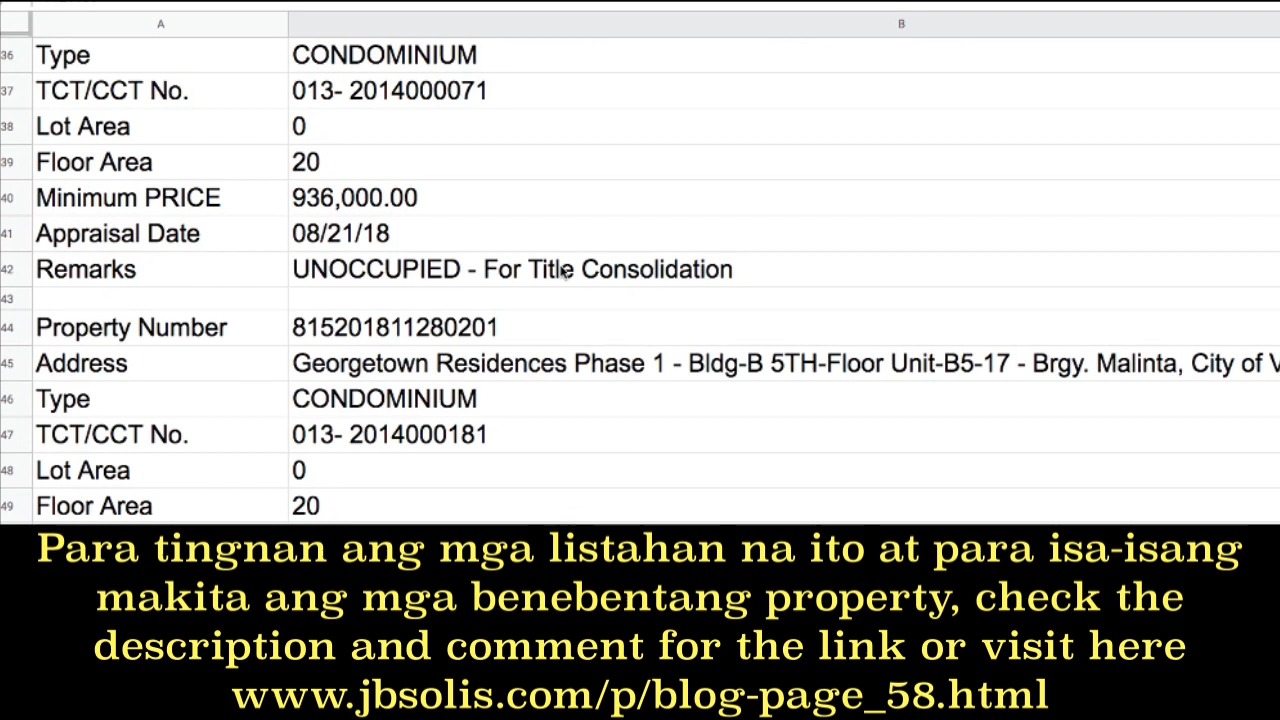 A B
36 Type CONDOMINIUM
37 TCT/CCT No. 013- 2014000071
38 Lot Area 0
39 Floor Area 20
40 Minimum PRICE 936,000.00
41 Appraisal Date 08/21/18
42 Remarks UNOCCUPIED - For Title Consolidation
43
44 Property Number 815201811280201
45 Address Georgetown Residences Phase 1 - Bldg-B 5TH-Floor Unit-B5-17 - Brgy. Malinta, City of V
46 Type CONDOMINIUM
47 TCT/CCT No. 013- 2014000181
48 Lot Area 0
49 Floor Area 20
Para tingnan ang mga listahan na ito at para isa-isang
makita ang mga benebentang property, check the
description and comment for the link or visit here
www.jbsolis.com/p/blog-page_58.html